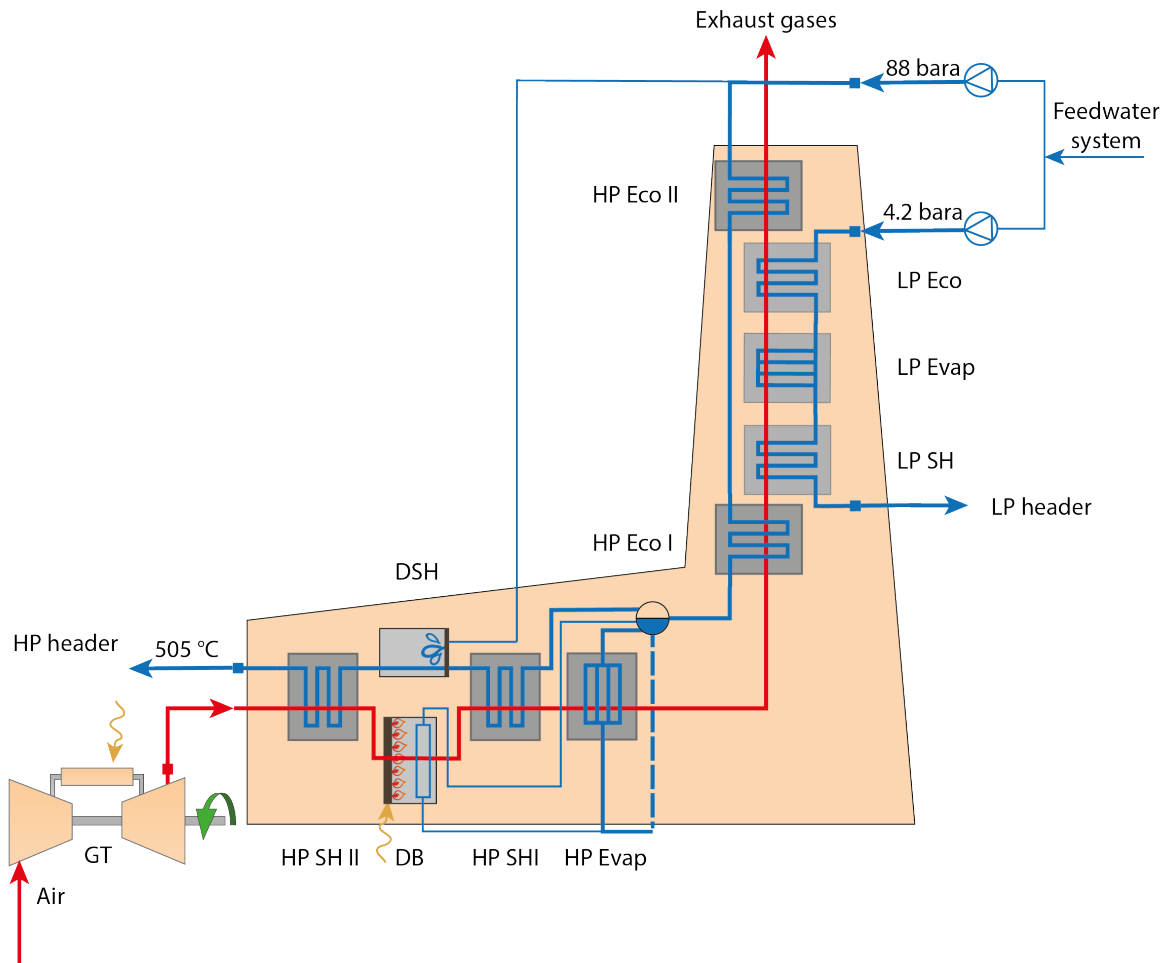 Exhaust gases
88 bara
Feedwater
system
HP Eco II
4.2 bara
LP Eco
LP Evap
LP SH
LP header
HP Eco I
DSH
HP header
505 °C
GT
HP SH II
DB
HP SHI
HP Evap
Air